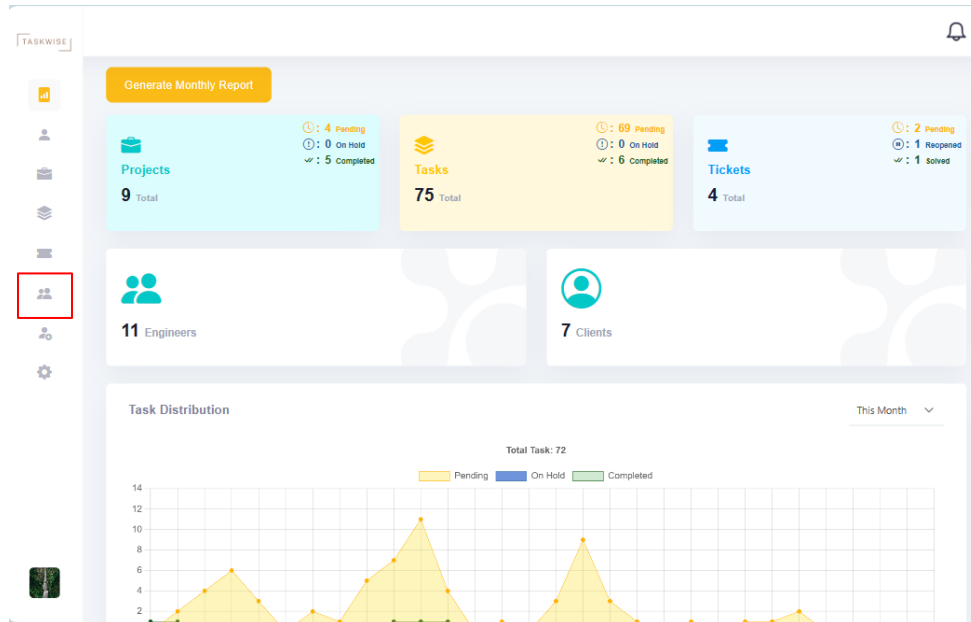 TASKWISE
Generate Monthly Report
Projects
9 Total
: 4 Pending
: 0 On Hold
: 5 Completed
Tasks
75 Total
: 69 Pending
: 0 On Hold
: 6 Completed
Tickets
4 Total
: 2 Pending
: 1 Reopened
: 1 Solved
11 Engineers
7 Clients
Task Distribution
This Month
Total Task: 72
Pending On Hold Completed
14
12
10
8
6
4
2